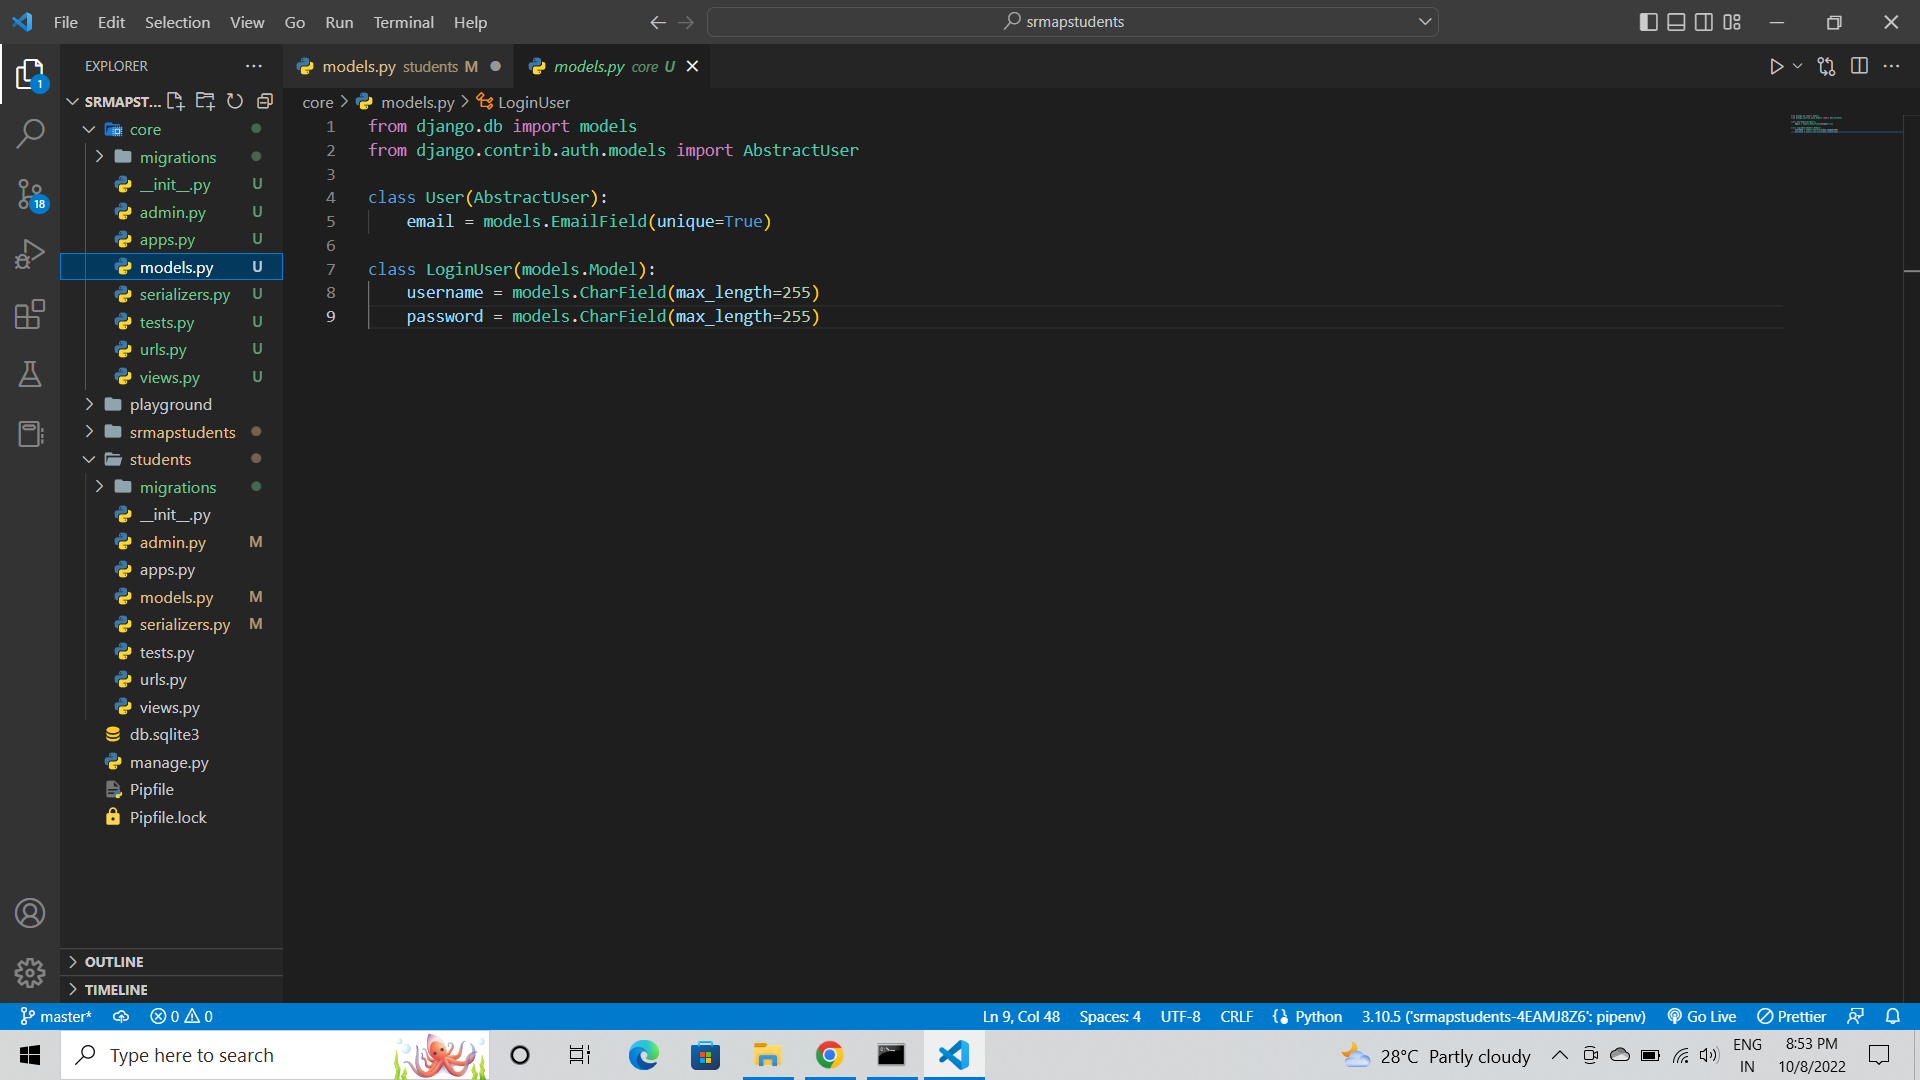 File Edit Selection View Go Run Terminal Help
srmapstudents
EXPLORER
models.py students M
models.py core U
SRMAPST...
core > models.py > LoginUser
core
migrations
__init__.py U
admin.py U
apps.py U
models.py U
serializers.py U
tests.py U
urls.py U
views.py U
playground
srmapstudents
students
migrations
__init__.py
admin.py M
apps.py
models.py M
serializers.py M
tests.py
urls.py
views.py
db.sqlite3
manage.py
Pipfile
Pipfile.lock
OUTLINE
TIMELINE
1 from django.db import models
2 from django.contrib.auth.models import AbstractUser
3
4 class User(AbstractUser):
5 email = models.EmailField(unique=True)
6
7 class LoginUser(models.Model):
8 username = models.CharField(max_length=255)
9 password = models.CharField(max_length=255)
1
18
master* 0 0 Ln 9, Col 48 Spaces: 4 UTF-8 CRLF Python 3.10.5 ('srmapstudents-4EAMJ8Z6': pipenv) Go Live Prettier
Type here to search
28°C Partly cloudy
ENG
IN
8:53 PM
10/8/2022